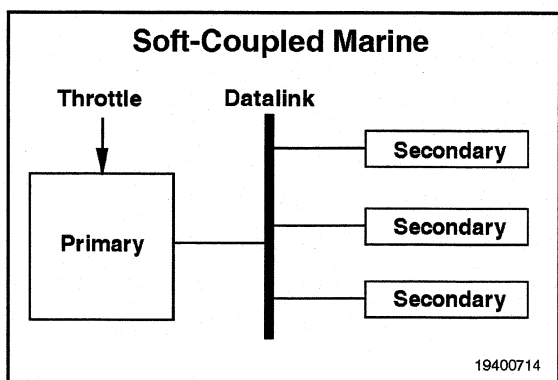 Soft-Coupled Marine
Throttle
Datalink
Secondary
Primary
Secondary
Secondary
19400714